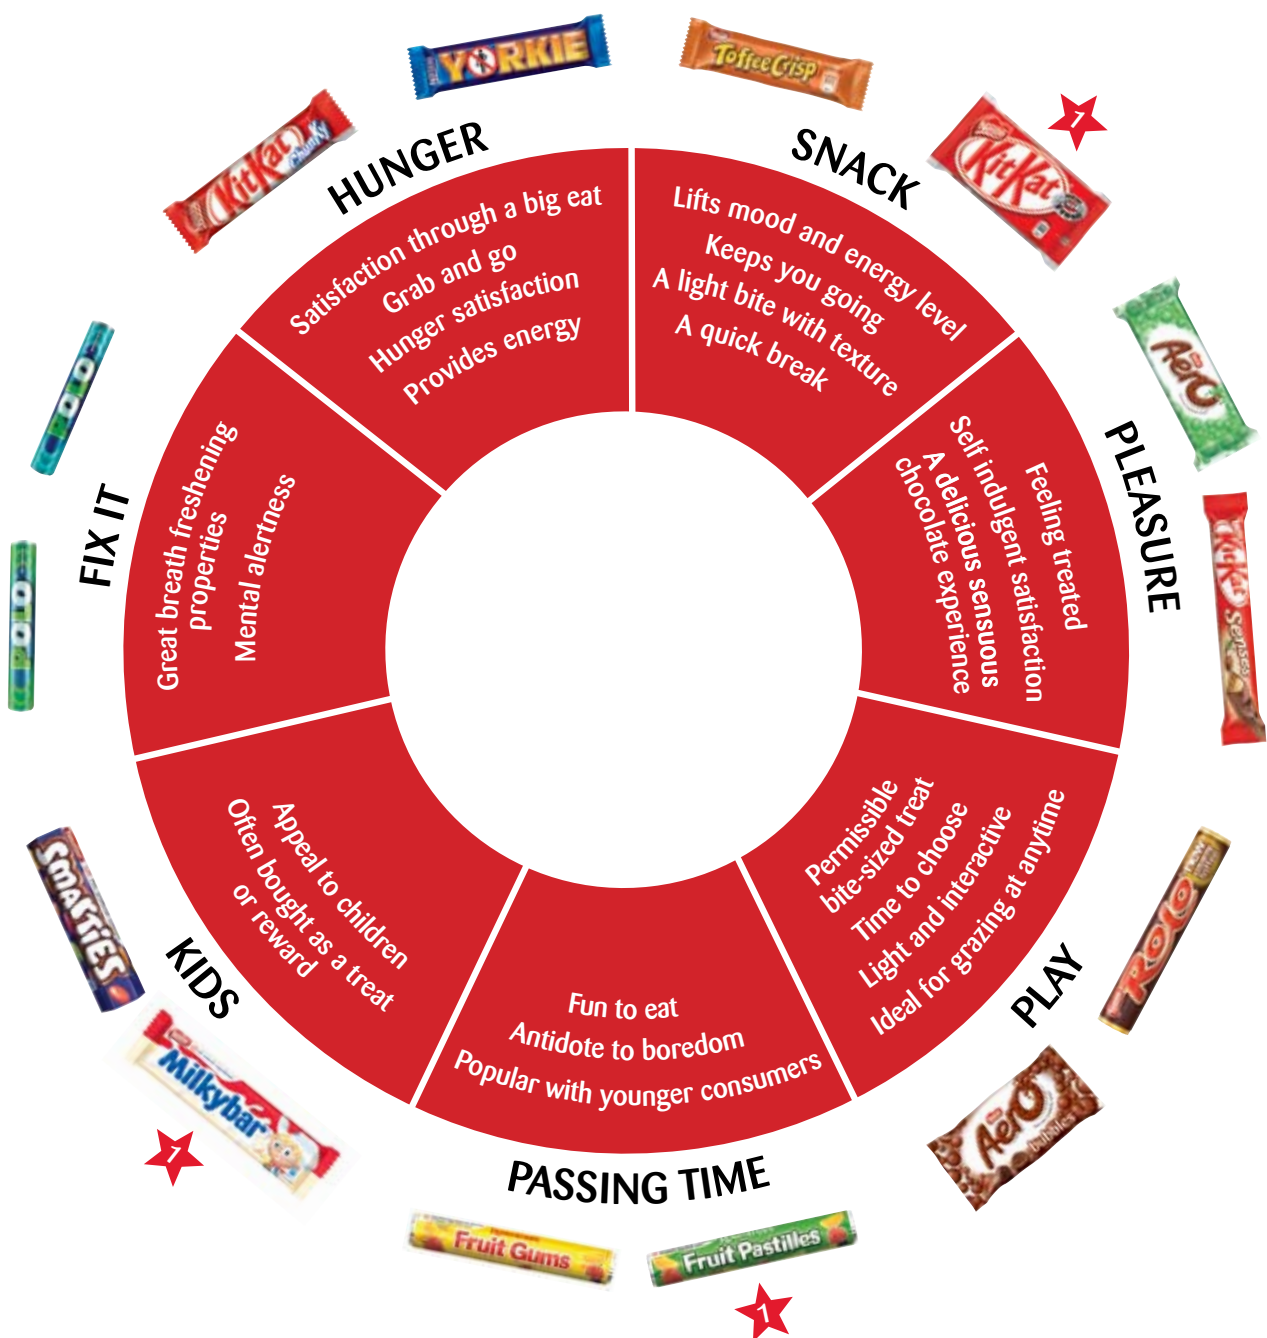 YORKIE
Toffee Crisp
KitKat
1
KitKat
Chunky
HUNGER
SNACK
Satisfaction through a big eat
Grab and go
Hunger satisfaction
Provides energy
Lifts mood and energy level
Keeps you going
A light bite with texture
A quick break
Aero
KitKat
Senses
PLEASURE
Feeling treated
Self indulgent satisfaction
A delicious sensuous
chocolate experience
POLO
POLO
FIX IT
Great breath freshening
properties
Mental alertness
Permissible
bite-sized treat
Time to choose
Light and interactive
Ideal for grazing at anytime
PLAY
ROLO
Aero
bubbles
Appeal to children
Often bought as a treat
or reward
KIDS
SMARTIES
Milkybar
1
Fun to eat
Antidote to boredom
Popular with younger consumers
PASSING TIME
Fruit Gums
Fruit Pastilles
1